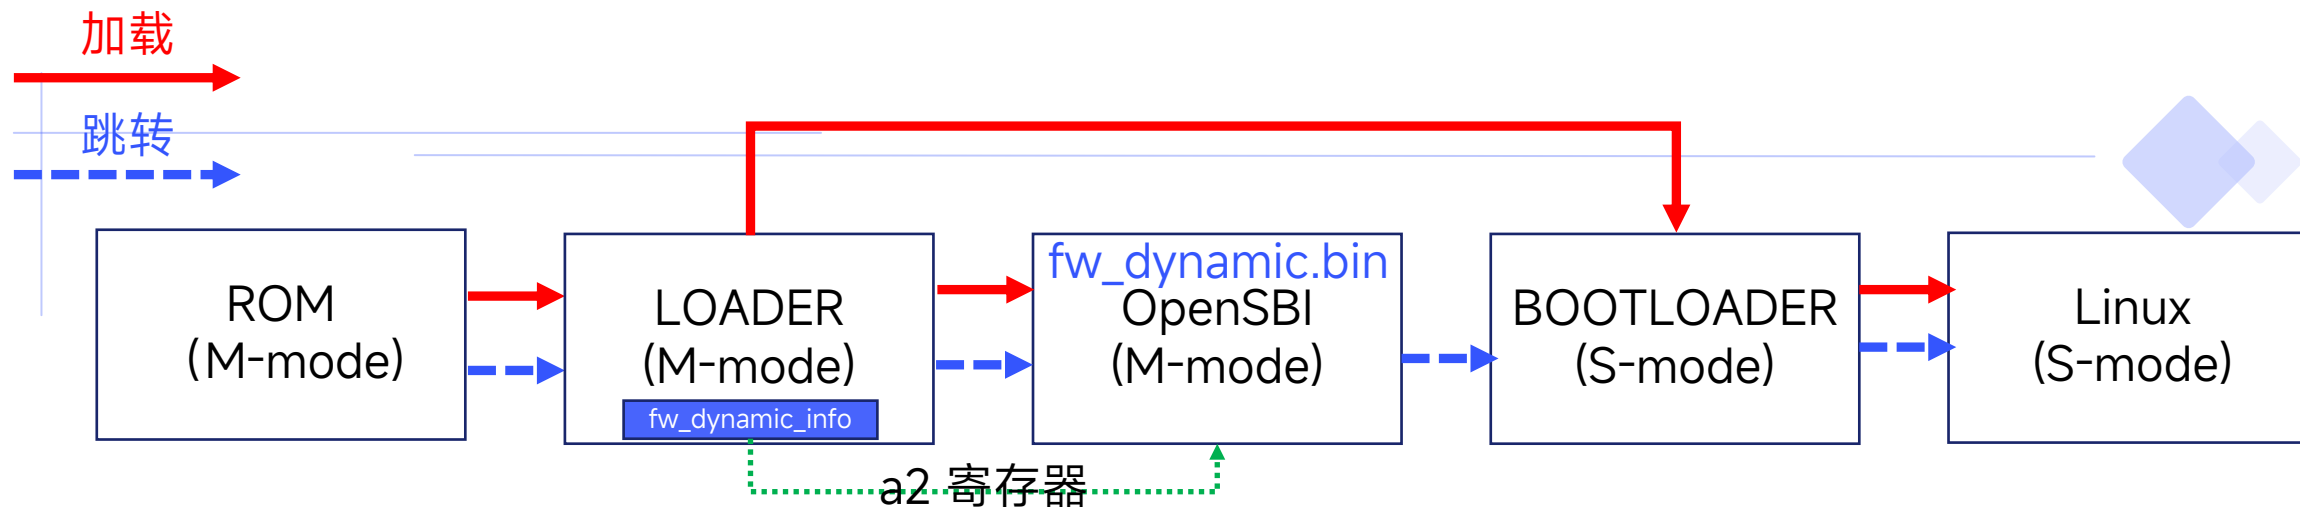 加载
跳转
ROM
(M-mode)
LOADER
(M-mode)
fw_dynamic_info
fw_dynamic.bin
OpenSBI
(M-mode)
BOOTLOADER
(S-mode)
Linux
(S-mode)
a2 寄存器